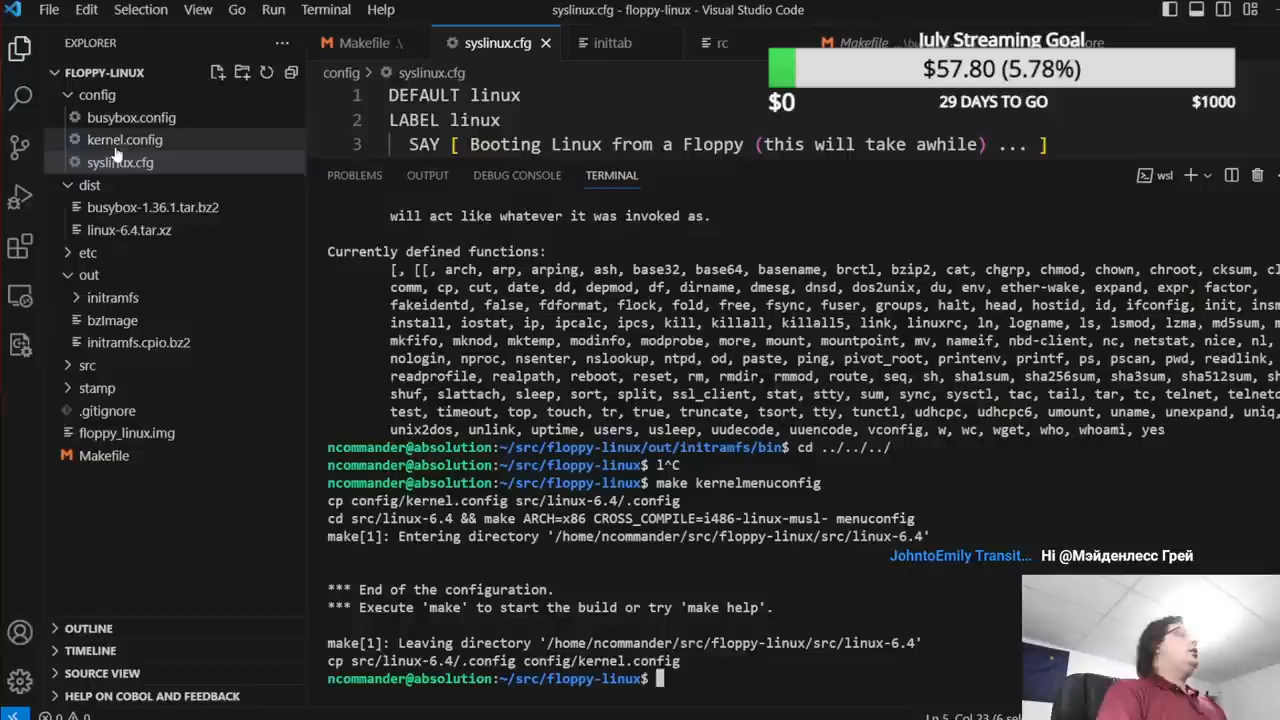 File Edit Selection View Go Run Terminal Help
syslinux.cfg - floppy-linux - Visual Studio Code
EXPLORER
Makefile .\
syslinux.cfg
inttab
rc
Makefile
July Streaming Goal
$57.80 (5.78%)
$0
29 DAYS TO GO
$1000
FLOPPY-LINUX
config
busybox.config
kernel.config
syslinux.cfg
dist
busybox-1.36.1.tar.bz2
linux-6.4.tar.xz
etc
out
initramfs
bzImage
initramfs.cpio.bz2
src
stamp
.gitignore
floppy_linux.img
Makefile
OUTLINE
TIMELINE
SOURCE VIEW
HELP ON COBOL AND FEEDBACK
config > syslinux.cfg
1 DEFAULT linux
2 LABEL linux
3 SAY [ Booting Linux from a Floppy (this will take awhile) ... ]
PROBLEMS OUTPUT DEBUG CONSOLE TERMINAL
wsl
will act like whatever it was invoked as.
Currently defined functions:
[, [[, arch, arp, arping, ash, base32, base64, basename, brctl, bzip2, cat, chgrp, chmod, chown, chroot, cksum, cl
comm, cp, cut, date, dd, depmod, df, dirname, dmesg, dnsd, dos2unix, du, env, ether-wake, expand, expr, factor,
fakeidentd, false, fdformat, flock, fold, free, fsync, fuser, groups, halt, head, hostid, id, ifconfig, init, insm
install, iostat, ip, ipcalc, ipcs, kill, killall, killall5, link, linuxrc, ln, logname, ls, lsmod, lzma, md5sum,
mkfifo, mknod, mktemp, modinfo, modprobe, more, mount, mountpoint, mv, nameif, nbd-client, nc, netstat, nice, nl,
nologin, nproc, nsenter, nslookup, ntpd, od, paste, ping, pivot_root, printenv, printf, ps, pscan, pwd, readlink,
readprofile, realpath, reboot, reset, rm, rmdir, rmmod, route, seq, sh, sha1sum, sha256sum, sha3sum, sha512sum,
shuf, slattach, sleep, sort, split, ssl_client, stat, stty, sum, sync, sysctl, tac, tail, tar, tc, telnet, telnetd
test, timeout, top, touch, tr, true, truncate, tsort, tty, tunctl, udhcpc, udhcpc6, umount, uname, unexpand, uniq,
unix2dos, unlink, uptime, users, usleep, uudecode, uuencode, vconfig, w, wc, wget, who, whoami, yes
ncommander@absolution:~/src/floppy-linux/out/initramfs/bin$ cd ../../../
ncommander@absolution:~/src/floppy-linux$ l^C
ncommander@absolution:~/src/floppy-linux$ make kernelmenuconfig
cp config/kernel.config src/linux-6.4/.config
cd src/linux-6.4 && make ARCH=x86 CROSS_COMPILE=i486-linux-musl- menuconfig
make[1]: Entering directory '/home/ncommander/src/floppy-linux/src/linux-6.4'
JohntoEmily Transit... Hi @Мэйденлесс Грей
*** End of the configuration.
*** Execute 'make' to start the build or try 'make help'.
make[1]: Leaving directory '/home/ncommander/src/floppy-linux/src/linux-6.4'
cp src/linux-6.4/.config config/kernel.config
ncommander@absolution:~/src/floppy-linux$